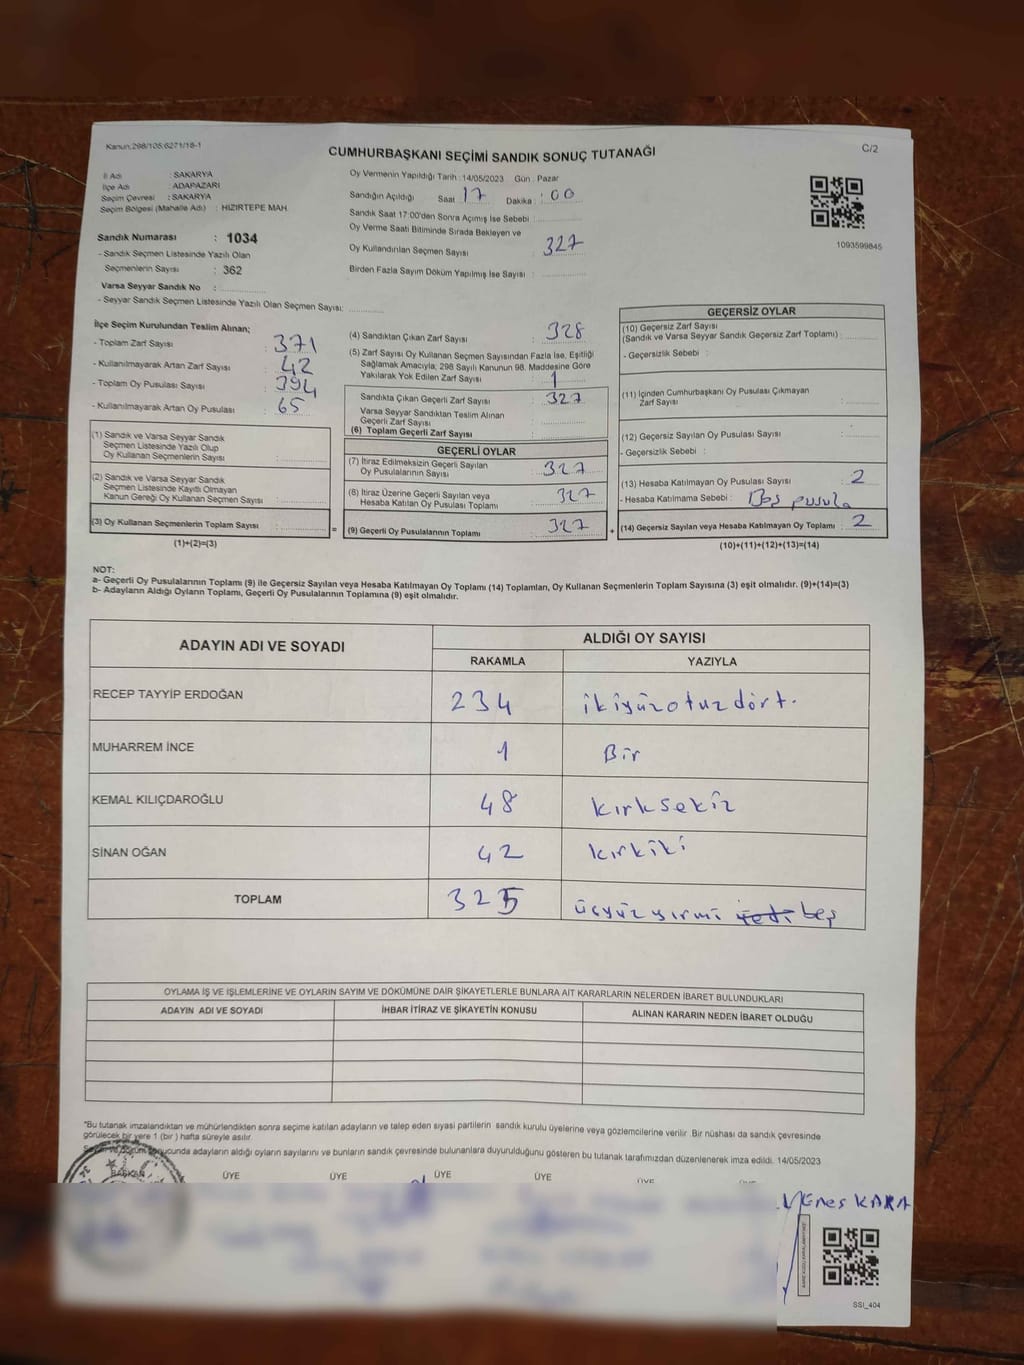 Kanun.298/105:6271/18-1
CUMHURBAŞKANI SEÇİMİ SANDIK SONUÇ TUTANAĞI
C/2
İl Adı : SAKARYA
İlçe Adı : ADAPAZARI
Seçim Çevresi : SAKARYA
Seçim Bölgesi (Mahalle Adı) : HIZIRTEPE MAH.
Sandık Numarası : 1034
- Sandık Seçmen Listesinde Yazılı Olan
Seçmenlerin Sayısı : 362
Varsa Seyyar Sandık No :
- Seyyar Sandık Seçmen Listesinde Yazılı Olan Seçmen Sayısı:
Oy Vermenin Yapıldığı Tarih : 14/05/2023 Gün : Pazar
Sandığın Açıldığı Saat 17 Dakika : 00
Sandık Saat 17:00'den Sonra Açımış İse Sebebi :
Oy Verme Saati Bitiminde Sırada Bekleyen ve
Oy Kullandırılan Seçmen Sayısı : 327
Birden Fazla Sayım Döküm Yapılmış İse Sayısı :
1093599845
İlçe Seçim Kurulundan Teslim Alınan;
- Toplam Zarf Sayısı : 371
- Kullanılmayarak Artan Zarf Sayısı : 42
- Toplam Oy Pusulası Sayısı : 394
- Kullanılmayarak Artan Oy Pusulası : 65
(1) Sandık ve Varsa Seyyar Sandık
Seçmen Listesinde Yazılı Olup
Oy Kullanan Seçmenlerin Sayısı :
(2) Sandık ve Varsa Seyyar Sandık
Seçmen Listesinde Kayıtlı Olmayan
Kanun Gereği Oy Kullanan Seçmen Sayısı :
(3) Oy Kullanan Seçmenlerin Toplam Sayısı : =
(1)+(2)=(3)
(4) Sandıktan Çıkan Zarf Sayısı : 328
(5) Zarf Sayısı Oy Kullanan Seçmen Sayısından Fazla İse, Eşitliği
Sağlamak Amacıyla, 298 Sayılı Kanunun 98. Maddesine Göre
Yakılarak Yok Edilen Zarf Sayısı : 1
Sandıkta Çıkan Geçerli Zarf Sayısı : 327
Varsa Seyyar Sandıktan Teslim Alınan
Geçerli Zarf Sayısı :
(6) Toplam Geçerli Zarf Sayısı :
GEÇERLİ OYLAR
(7) İtiraz Edilmeksizin Geçerli Sayılan
Oy Pusulalarının Sayısı : 327
(8) İtiraz Üzerine Geçerli Sayılan veya
Hesaba Katılan Oy Pusulası Toplamı : 327
(9) Geçerli Oy Pusulalarının Toplamı : 327 +
GEÇERSİZ OYLAR
(10) Geçersiz Zarf Sayısı
(Sandık ve Varsa Seyyar Sandık Geçersiz Zarf Toplamı) :
- Geçersizlik Sebebi :
(11) İçinden Cumhurbaşkanı Oy Pusulası Çıkmayan
Zarf Sayısı :
(12) Geçersiz Sayılan Oy Pusulası Sayısı :
- Geçersizlik Sebebi :
(13) Hesaba Katılmayan Oy Pusulası Sayısı : 2
- Hesaba Katılmama Sebebi : Boş pusula
(14) Geçersiz Sayılan veya Hesaba Katılmayan Oy Toplamı : 2
(10)+(11)+(12)+(13)=(14)
NOT:
a- Geçerli Oy Pusulalarının Toplamı (9) ile Geçersiz Sayılan veya Hesaba Katılmayan Oy Toplamı (14) Toplamları, Oy Kullanan Seçmenlerin Toplam Sayısına (3) eşit olmalıdır. (9)+(14)=(3)
b- Adayların Aldığı Oyların Toplamı, Geçerli Oy Pusulalarının Toplamına (9) eşit olmalıdır.
ADAYIN ADI VE SOYADI
ALDIĞI OY SAYISI
RAKAMLA YAZIYLA
RECEP TAYYİP ERDOĞAN 234 ikiyüzotuzdört.
MUHARREM İNCE 1 Bir
KEMAL KILIÇDAROĞLU 48 kırksekiz
SİNAN OĞAN 42 kırkiki
TOPLAM 325 üçyüzyirmi yedi beş
OYLAMA İŞ VE İŞLEMLERİNE VE OYLARIN SAYIM VE DÖKÜMÜNE DAİR ŞİKAYETLERLE BUNLARA AİT KARARLARIN NELERDEN İBARET BULUNDUKLARI
ADAYIN ADI VE SOYADI İHBAR İTİRAZ VE ŞİKAYETİN KONUSU ALINAN KARARIN NEDEN İBARET OLDUĞU
"Bu tutanak imzalandıktan ve mühürlendikten sonra seçime katılan adayların ve talep eden siyasi partilerin sandık kurulu üyelerine veya gözlemcilerine verilir. Bir nüshası da sandık çevresinde
görülecek bir yere 1 (bir ) hafta süreyle asılır.
Sayım ve döküm sonucunda adayların aldığı oyların sayılarını ve bunların sandık çevresinde bulunanlara duyurulduğunu gösteren bu tutanak tarafımızdan düzenlenerek imza edildi. 14/05/2023
BAŞKAN ÜYE ÜYE ÜYE ÜYE ÜYE
Enes KARA
SSI_404